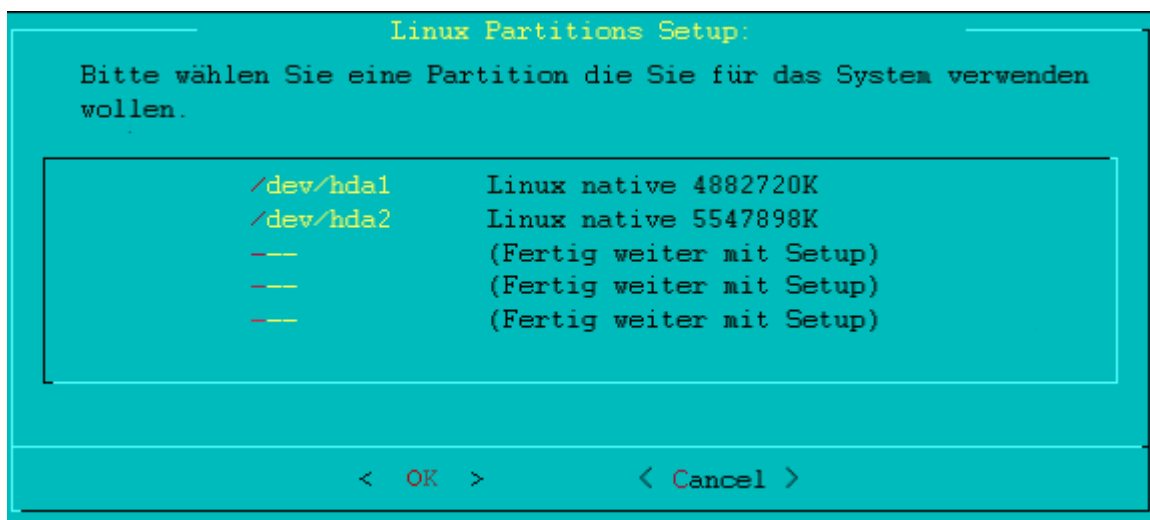 Linux Partitions Setup:
Bitte wählen Sie eine Partition die Sie für das System verwenden
wollen.
/dev/hda1 Linux native 4882720K
/dev/hda2 Linux native 5547898K
--- (Fertig weiter mit Setup)
--- (Fertig weiter mit Setup)
--- (Fertig weiter mit Setup)
< OK > < Cancel >